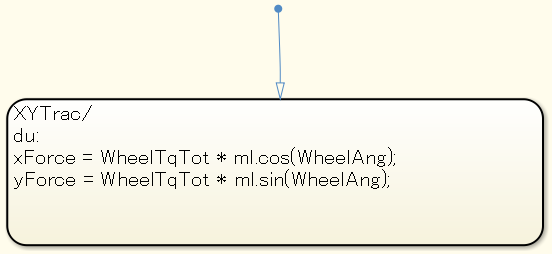 XYTrac/
du:
xForce = WheelTqTot * ml.cos(WheelAng);
yForce = WheelTqTot * ml.sin(WheelAng);